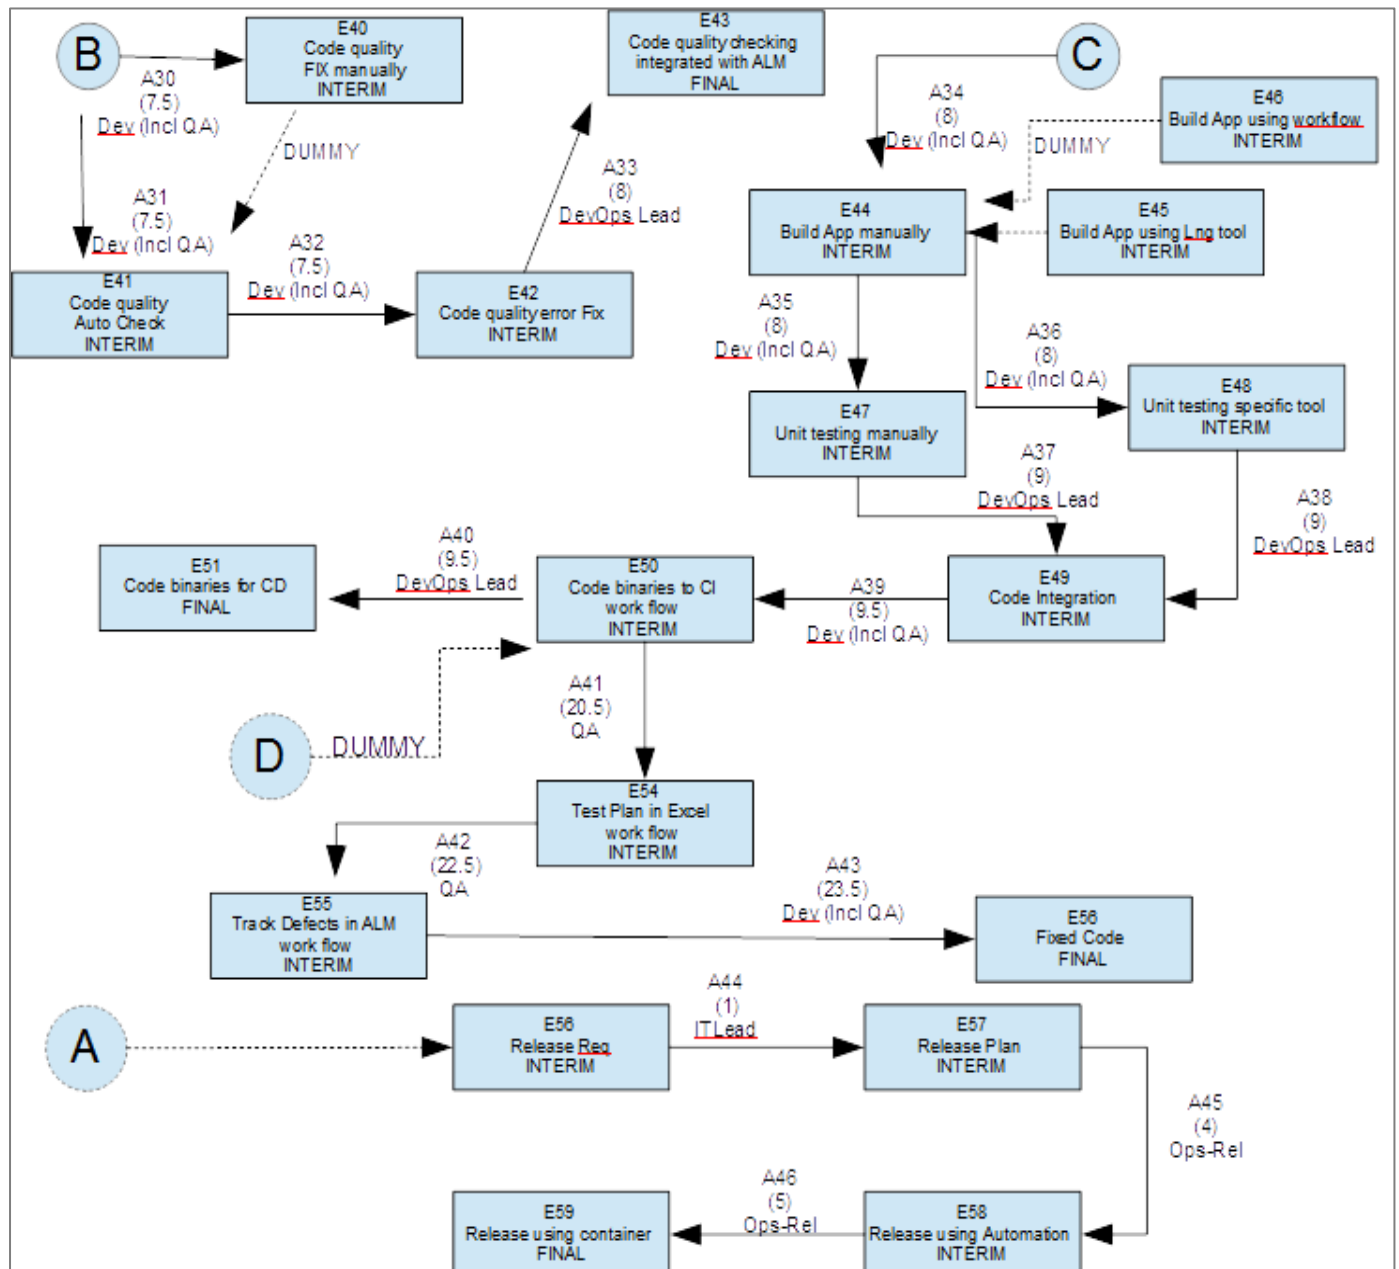 B
E40
Code quality
FIX manually
INTERIM
A30
(7.5)
Dev (Incl QA)
DUMMY
A31
(7.5)
Dev (Incl QA)
E41
Code quality
Auto Check
INTERIM
A32
(7.5)
Dev (Incl QA)
E42
Code quality error Fix
INTERIM
A33
(8)
DevOps Lead
E43
Code quality checking
integrated with ALM
FINAL
C
A34
(8)
Dev (Incl QA)
E46
Build App using workflow
INTERIM
DUMMY
E44
Build App manually
INTERIM
E45
Build App using Lng tool
INTERIM
A35
(8)
Dev (Incl QA)
A36
(8)
Dev (Incl QA)
E47
Unit testing manually
INTERIM
E48
Unit testing specific tool
INTERIM
A37
(9)
DevOps Lead
A38
(9)
DevOps Lead
E49
Code Integration
INTERIM
A39
(9.5)
Dev (Incl QA)
E50
Code binaries to CI
work flow
INTERIM
A40
(9.5)
DevOps Lead
E51
Code binaries for CD
FINAL
D
DUMMY
A41
(20.5)
QA
E54
Test Plan in Excel
work flow
INTERIM
A42
(22.5)
QA
E55
Track Defects in ALM
work flow
INTERIM
A43
(23.5)
Dev (Incl QA)
E56
Fixed Code
FINAL
A
E56
Release Req
INTERIM
A44
(1)
ITLead
E57
Release Plan
INTERIM
A45
(4)
Ops-Rel
E58
Release using Automation
INTERIM
A46
(5)
Ops-Rel
E59
Release using container
FINAL